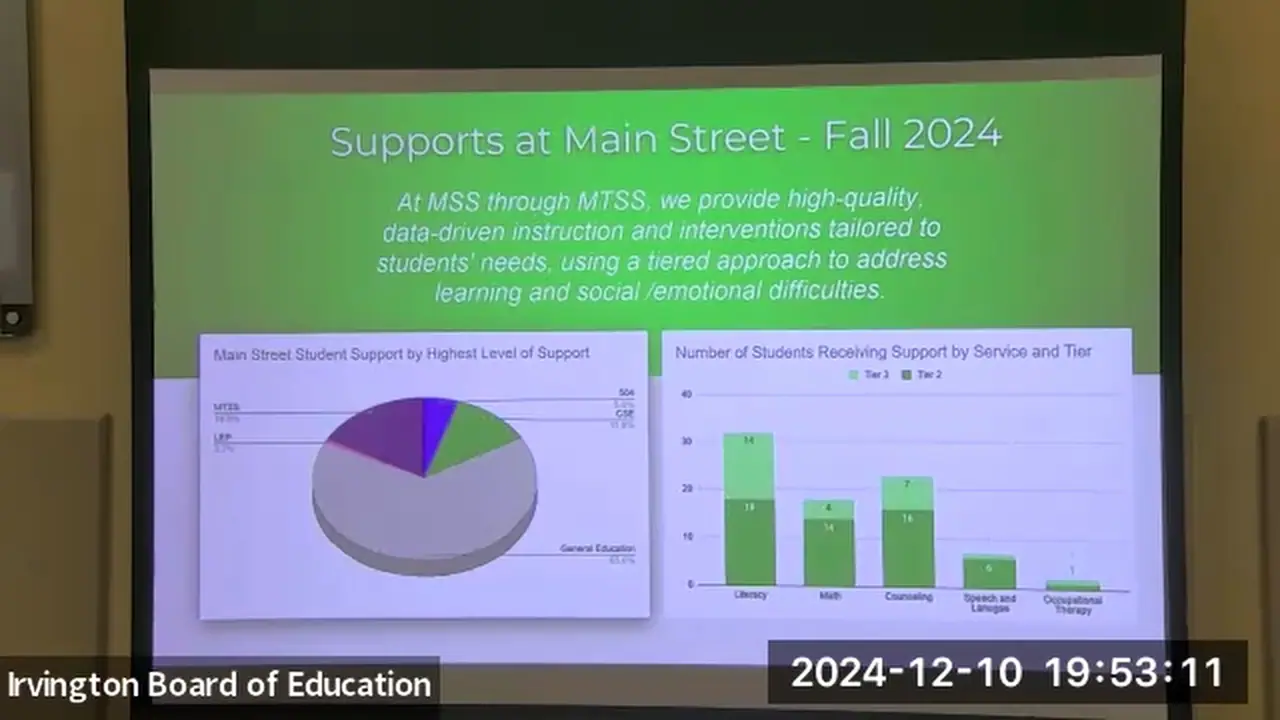 Supports at Main Street - Fall 2024
At MSS through MTSS, we provide high-quality,
data-driven instruction and interventions tailored to
students' needs, using a tiered approach to address
learning and social /emotional difficulties.
Main Street Student Support by Highest Level of Support
504
MTSS
CSE
LEP
General Education
Number of Students Receiving Support by Service and Tier
Tier 3 Tier 2
40
30
20
10
0
14
18
4
14
7
16
6
1
Literacy Math Counseling Speech and Occupational
Therapy
Irvington Board of Education
2024-12-10 19:53:11